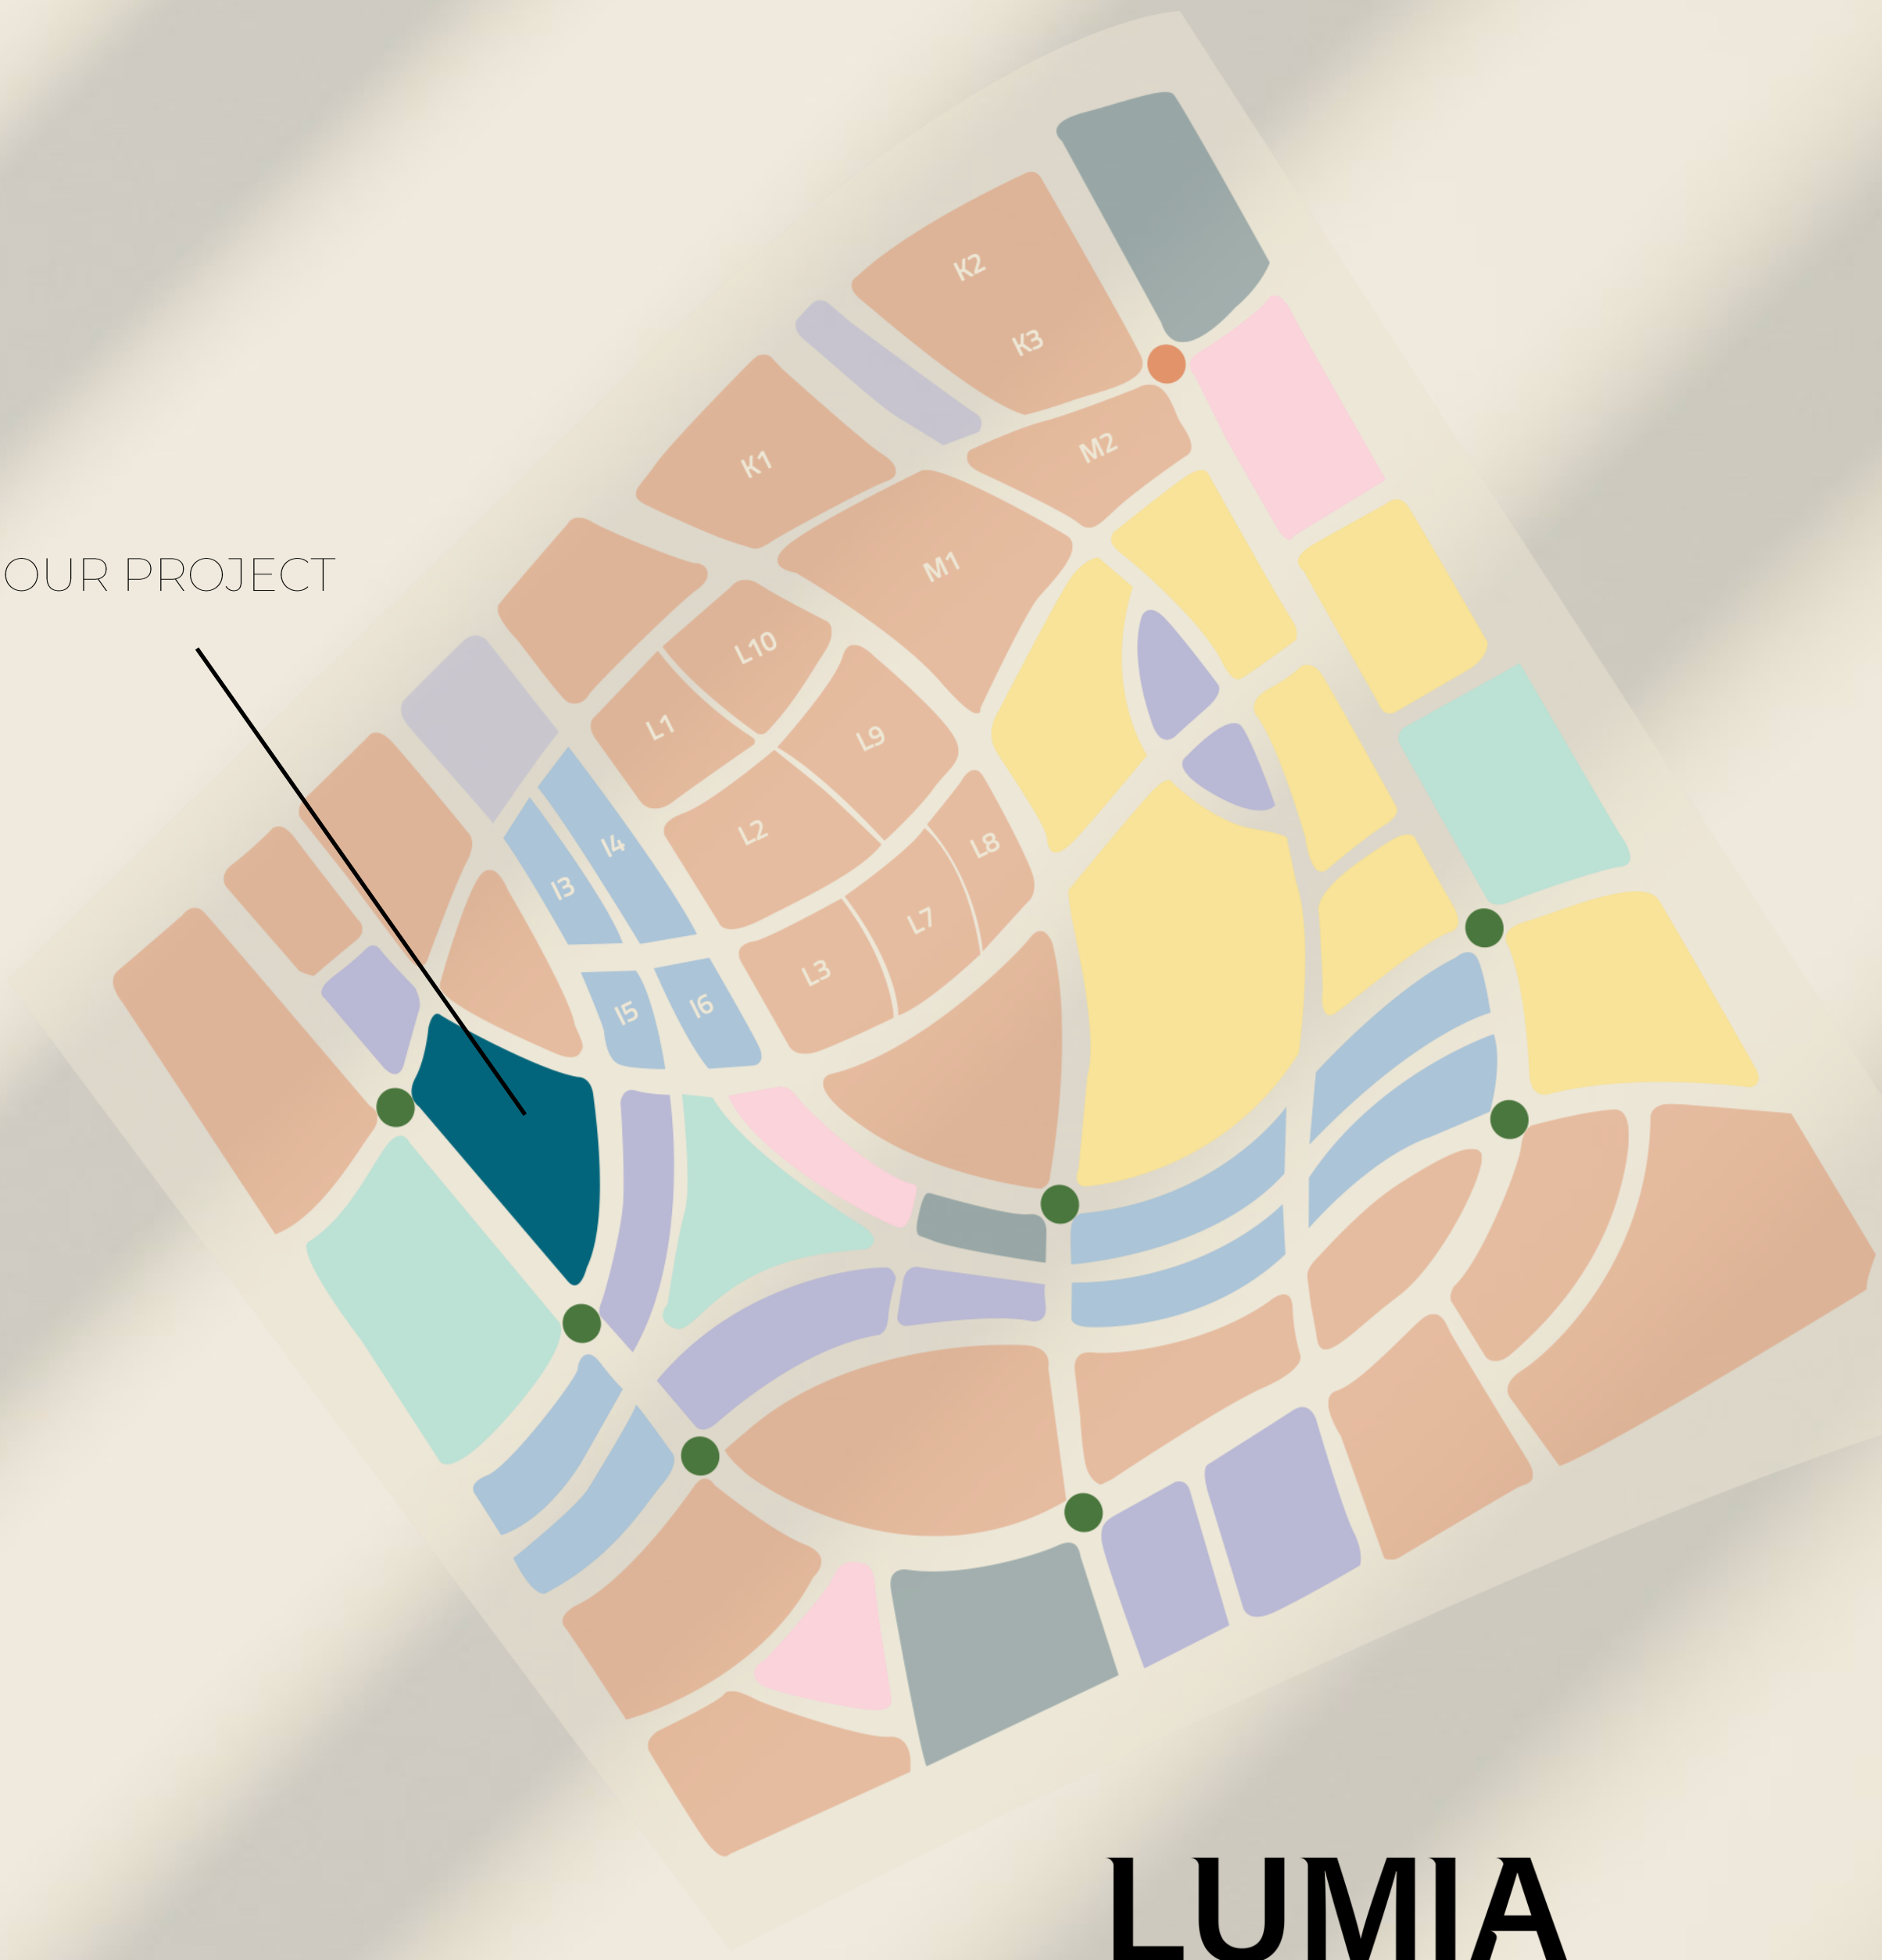 K2
K3
K1
M2
M1
OUR PROJECT
L10
L1
L9
L2
L8
I4
I3
L7
L3
I5
I6
LUMIA